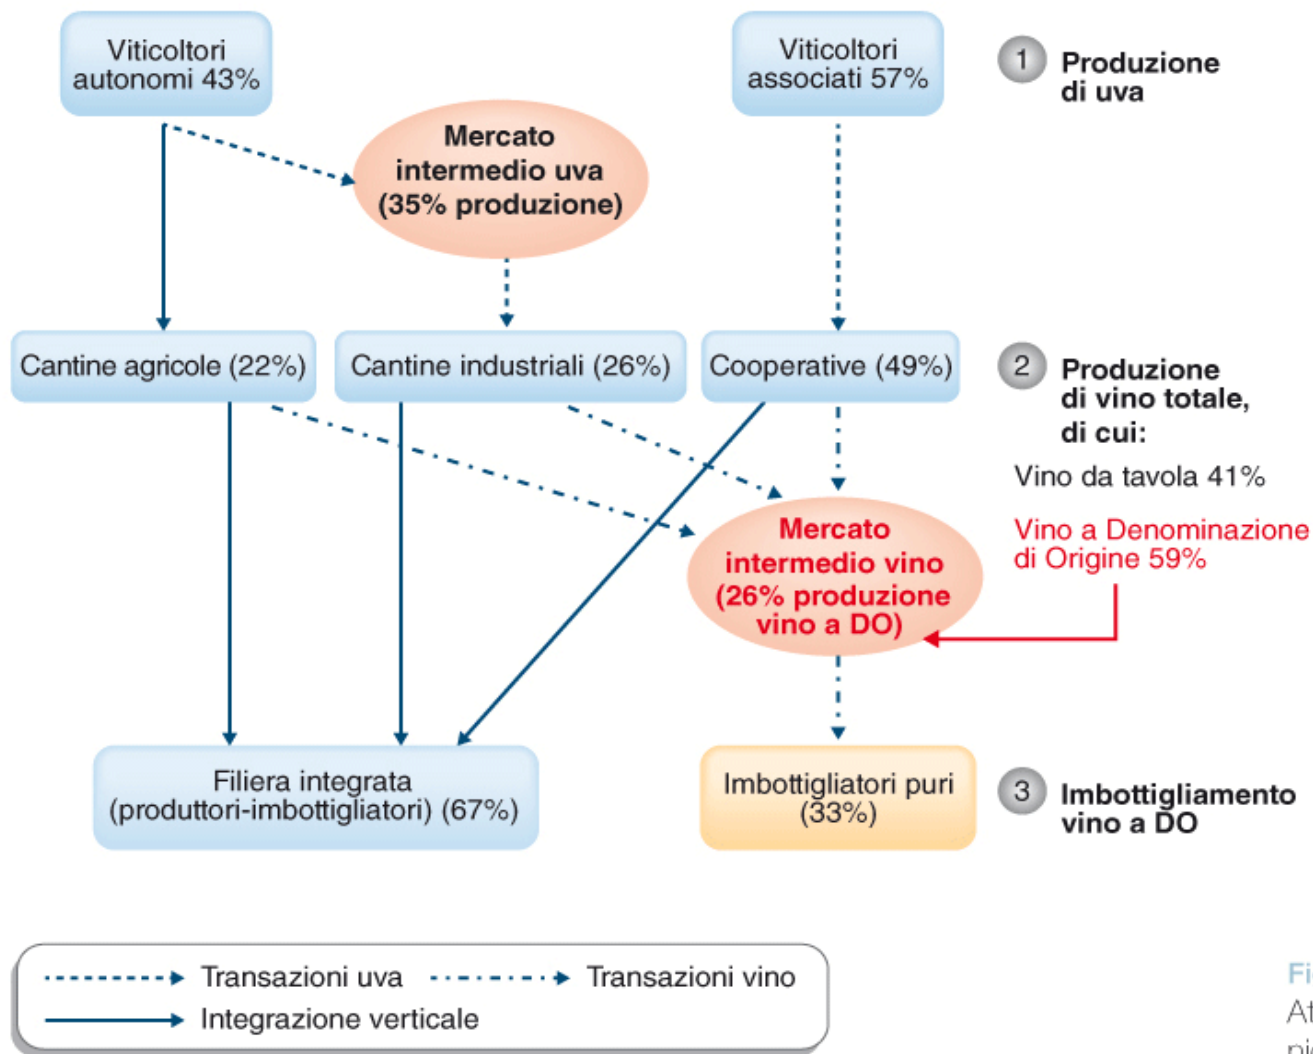 Viticoltori
autonomi 43%
Viticoltori
associati 57%
1 Produzione
di uva
Mercato
intermedio uva
(35% produzione)
Cantine agricole (22%)
Cantine industriali (26%)
Cooperative (49%)
2 Produzione
di vino totale,
di cui:
Vino da tavola 41%
Vino a Denominazione
di Origine 59%
Mercato
intermedio vino
(26% produzione
vino a DO)
Filiera integrata
(produttori-imbottigliatori) (67%)
Imbottigliatori puri
(33%)
3 Imbottigliamento
vino a DO
Transazioni uva
Transazioni vino
Integrazione verticale